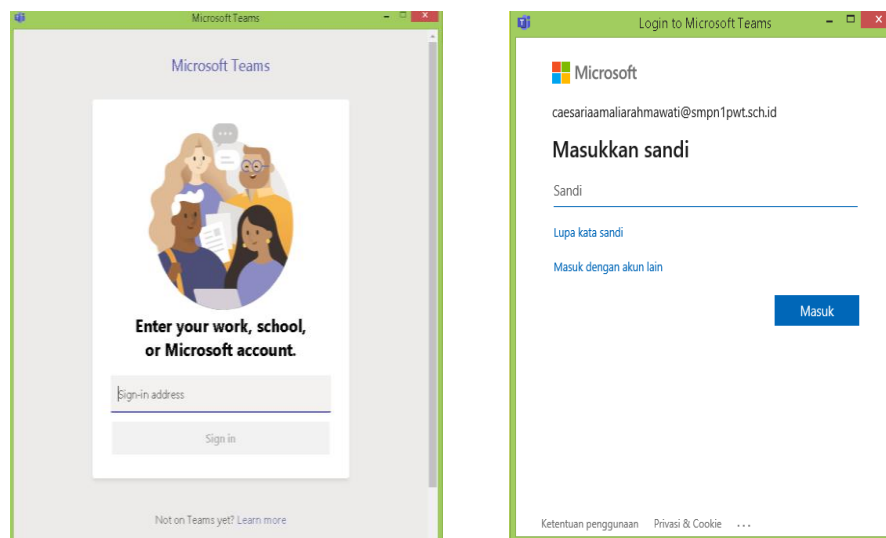 Microsoft Teams
Microsoft Teams
Enter your work, school,
or Microsoft account.
Sign-in address
Sign in
Not on Teams yet? Learn more
Login to Microsoft Teams
Microsoft
caesariaamaliarahmawati@smpn1pwt.sch.id
Masukkan sandi
Sandi
Lupa kata sandi
Masuk dengan akun lain
Masuk
Ketentuan penggunaan Privasi & Cookie ...